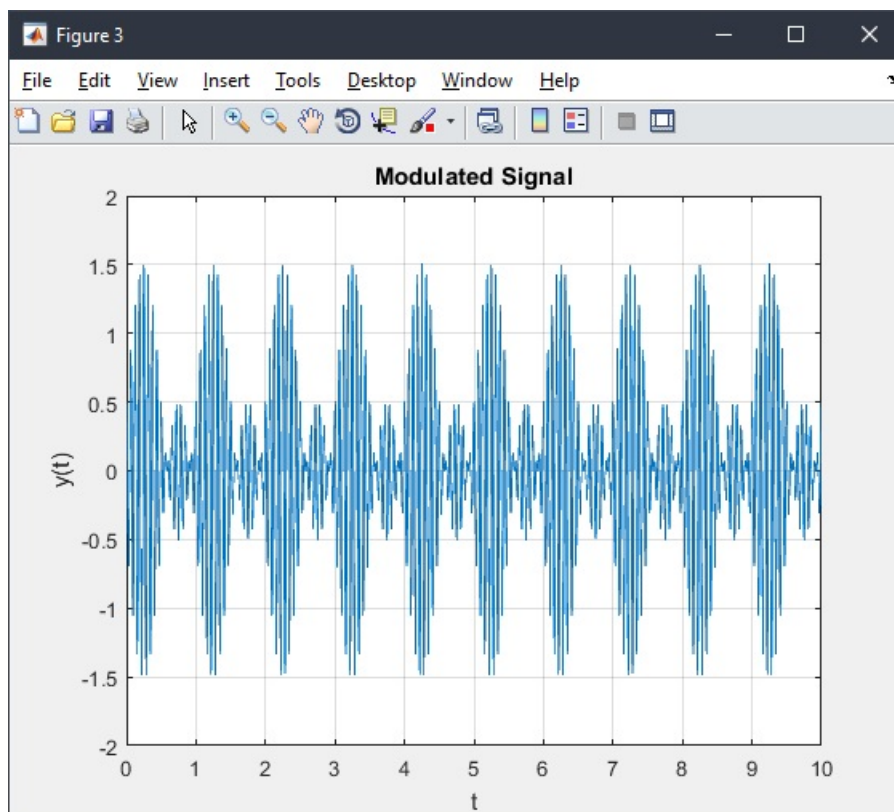 Figure 3
File Edit View Insert Tools Desktop Window Help
Modulated Signal
2
1.5
1
0.5
0
-0.5
-1
-1.5
-2
y(t)
0 1 2 3 4 5 6 7 8 9 10
t